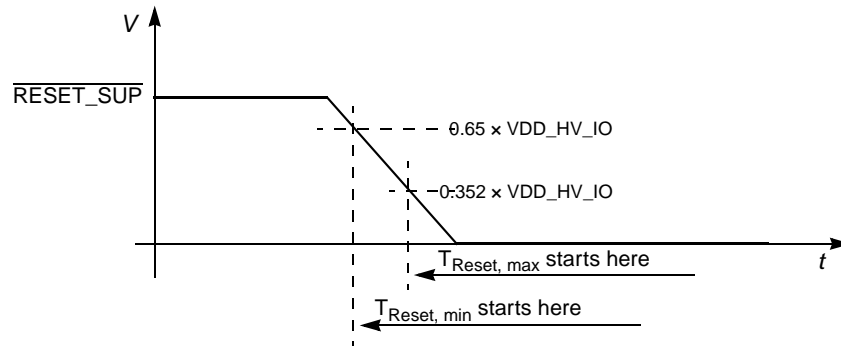 V
RESET_SUP
0.65 × VDD_HV_IO
0.352 × VDD_HV_IO
TReset, max starts here
t
TReset, min starts here